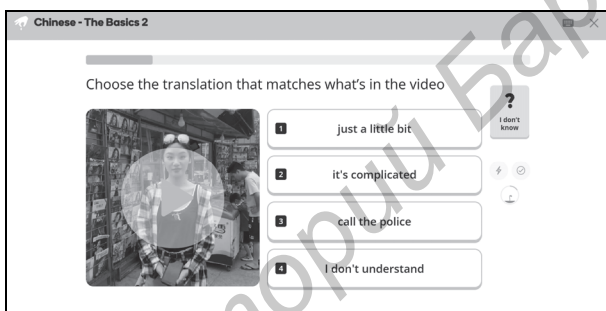 Chinese - The Basics 2
Choose the translation that matches what's in the video
?
I don't know
1 just a little bit
2 it's complicated
3 call the police
4 I don't understand